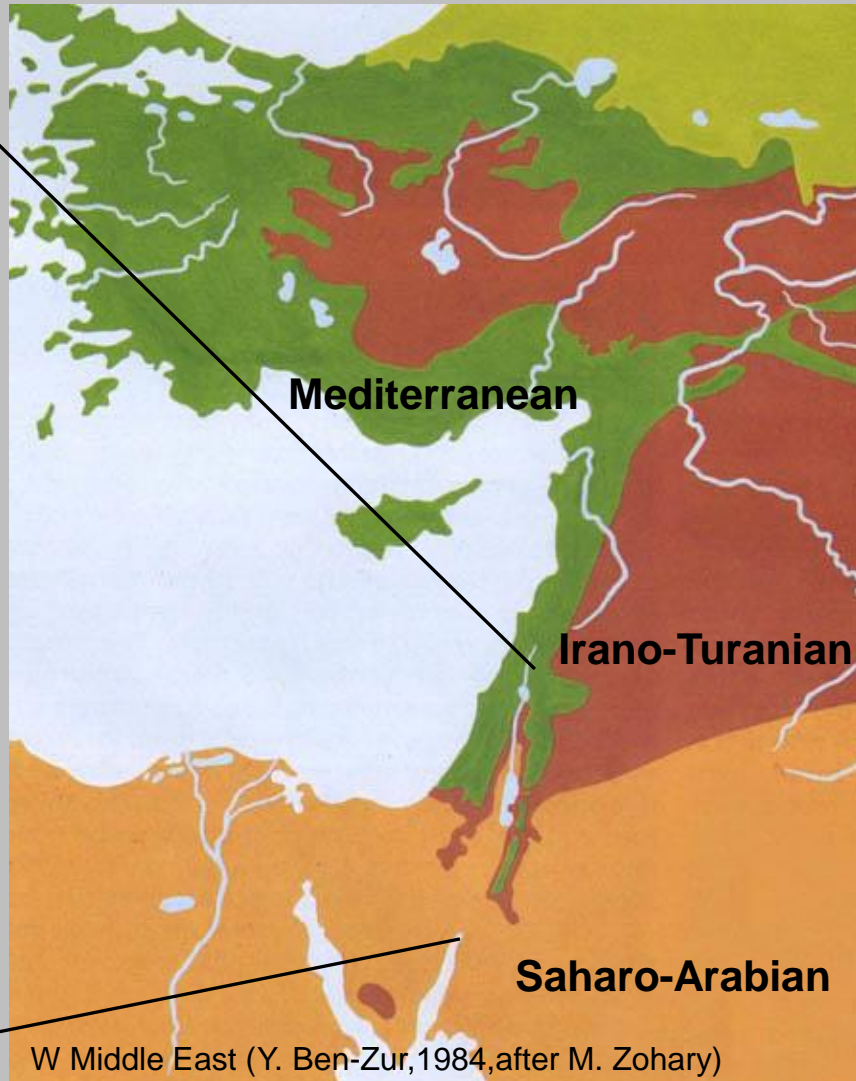 Mediterranean
Irano-Turanian
Saharo-Arabian
W Middle East (Y. Ben-Zur,1984,after M. Zohary)